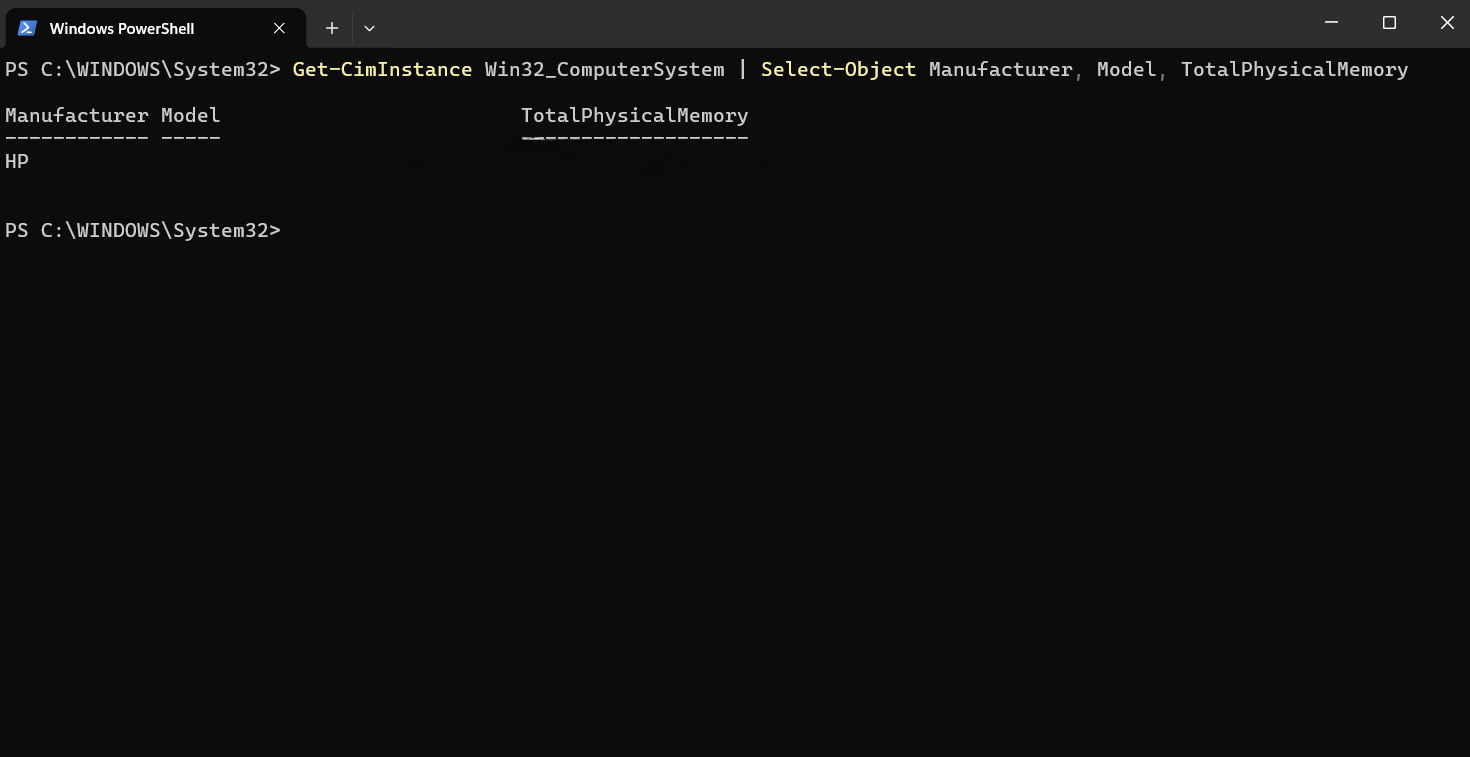 Windows PowerShell
PS C:\WINDOWS\System32> Get-CimInstance Win32_ComputerSystem | Select-Object Manufacturer, Model, TotalPhysicalMemory
Manufacturer Model                         TotalPhysicalMemory
------------ -----                         -------------------
HP
PS C:\WINDOWS\System32>